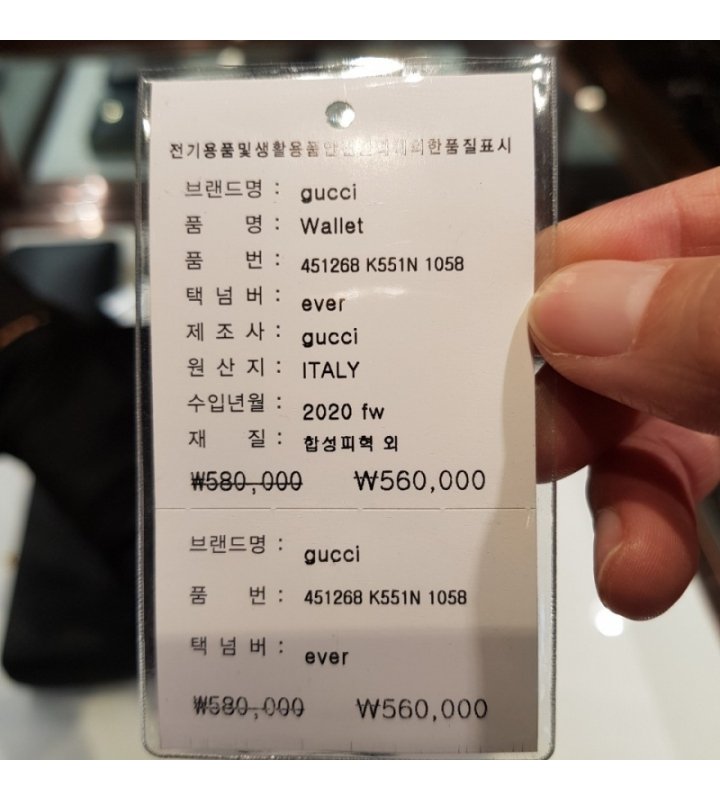 전기용품및생활용품안전관리법에의한품질표시
브랜드명 : gucci
품 명 : Wallet
품 번 : 451268 K551N 1058
택 넘 버 : ever
제 조 사 : gucci
원 산 지 : ITALY
수입년월 : 2020 fw
재 질 : 합성피혁 외
₩580,000 ₩560,000
브랜드명 : gucci
품 번 : 451268 K551N 1058
택 넘 버 : ever
₩580,000 ₩560,000